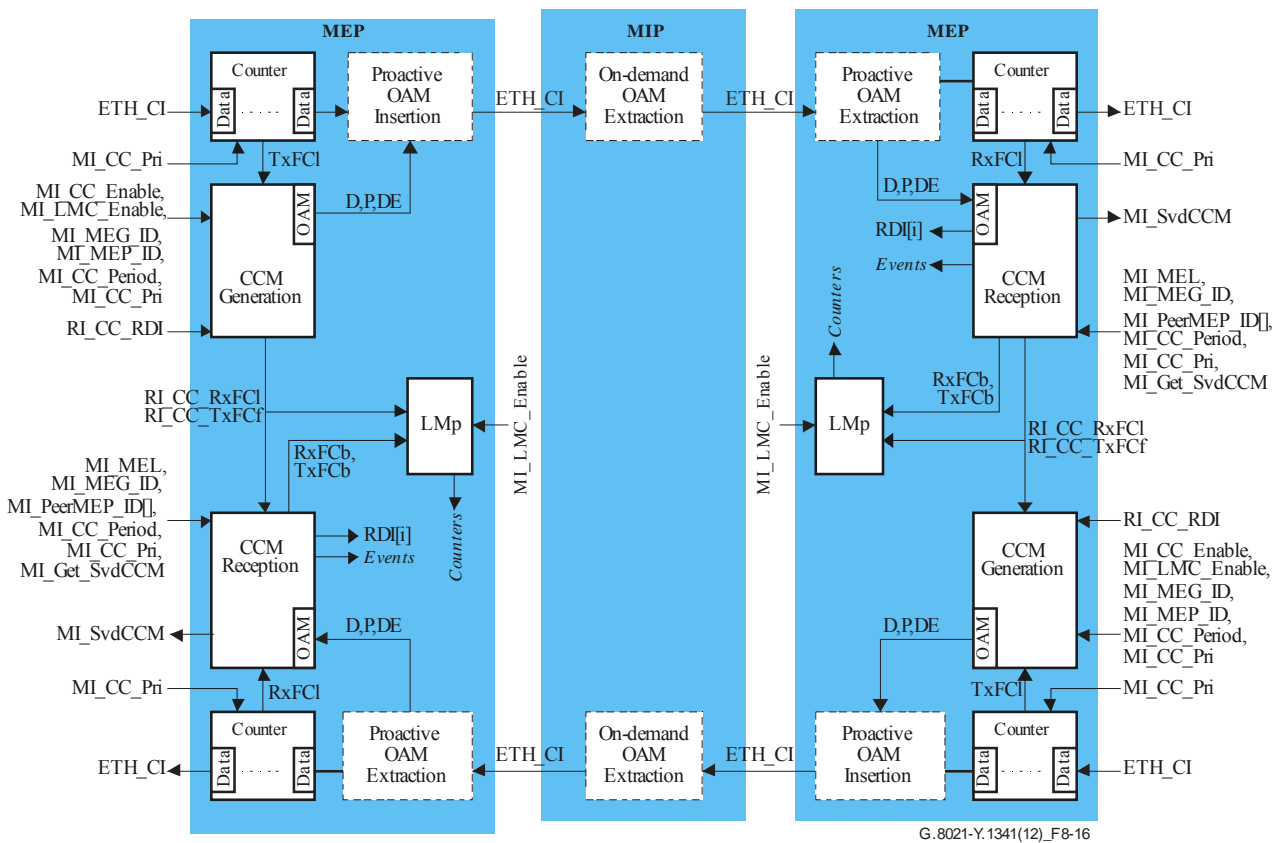 MEP
MIP
MEP
Counter
Data
. . . . .
Data
Proactive
OAM
Insertion
On-demand
OAM
Extraction
Proactive
OAM
Extraction
Counter
Data
. . . . .
Data
ETH_CI
ETH_CI
ETH_CI
ETH_CI
MI_CC_Pri
TxFCl
RxFCl
MI_CC_Pri
MI_CC_Enable,
MI_LMC_Enable,
MI_MEG_ID,
MI_MEP_ID,
MI_CC_Period,
MI_CC_Pri
RI_CC_RDI
OAM
CCM
Generation
D,P,DE
D,P,DE
RDI[i]
Events
OAM
CCM
Reception
MI_SvdCCM
MI_MEL,
MI_MEG_ID,
MI_PeerMEP_ID[],
MI_CC_Period,
MI_CC_Pri,
MI_Get_SvdCCM
RI_CC_RxFCl
RI_CC_TxFCf
RxFCb,
TxFCb
LMp
MI_LMC_Enable
Counters
MI_LMC_Enable
Counters
LMp
RxFCb,
TxFCb
RI_CC_RxFCl
RI_CC_TxFCf
MI_MEL,
MI_MEG_ID,
MI_PeerMEP_ID[],
MI_CC_Period,
MI_CC_Pri,
MI_Get_SvdCCM
MI_SvdCCM
CCM
Reception
OAM
RDI[i]
Events
D,P,DE
D,P,DE
CCM
Generation
OAM
RI_CC_RDI
MI_CC_Enable,
MI_LMC_Enable,
MI_MEG_ID,
MI_MEP_ID,
MI_CC_Period,
MI_CC_Pri
MI_CC_Pri
RxFCl
TxFCl
MI_CC_Pri
ETH_CI
Counter
Data
. . . . .
Data
Proactive
OAM
Extraction
ETH_CI
On-demand
OAM
Extraction
ETH_CI
Proactive
OAM
Insertion
Counter
Data
. . . . .
Data
ETH_CI
G.8021-Y.1341(12)_F8-16